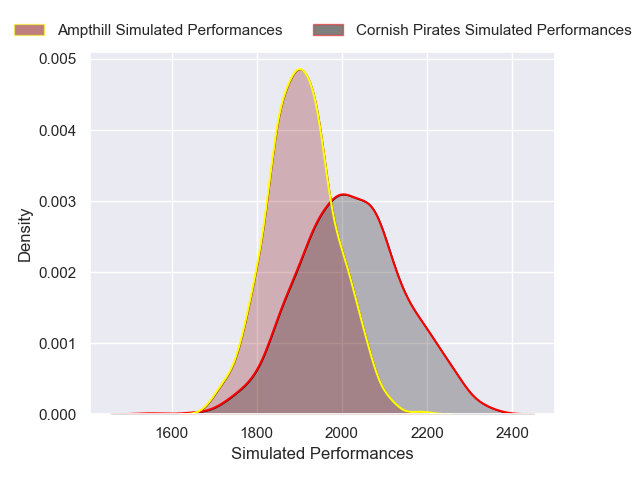 Ampthill Simulated Performances Cornish Pirates Simulated Performances
0.005
0.004
0.003
0.002
0.001
0.000
Density
1600 1800 2000 2200 2400
Simulated Performances